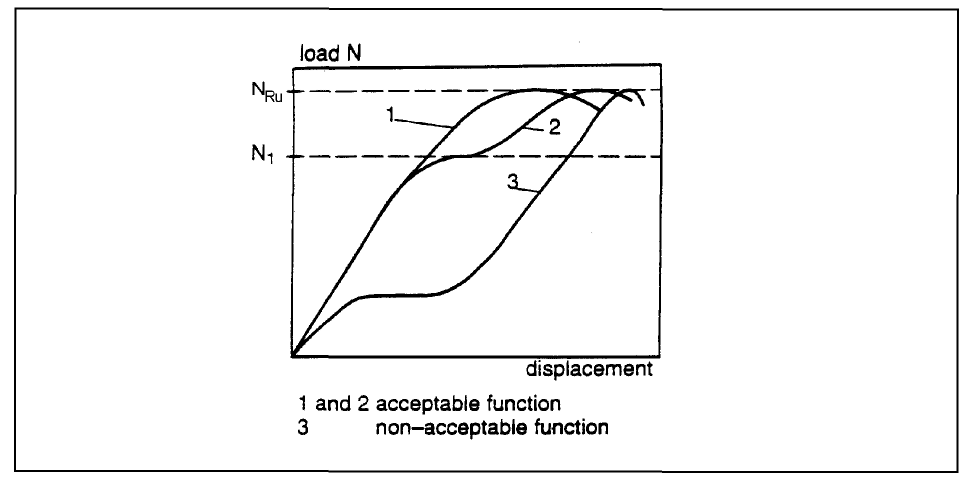 load N
N_Ru
1
2
N_1
3
displacement
1 and 2 acceptable function
3 non–acceptable function